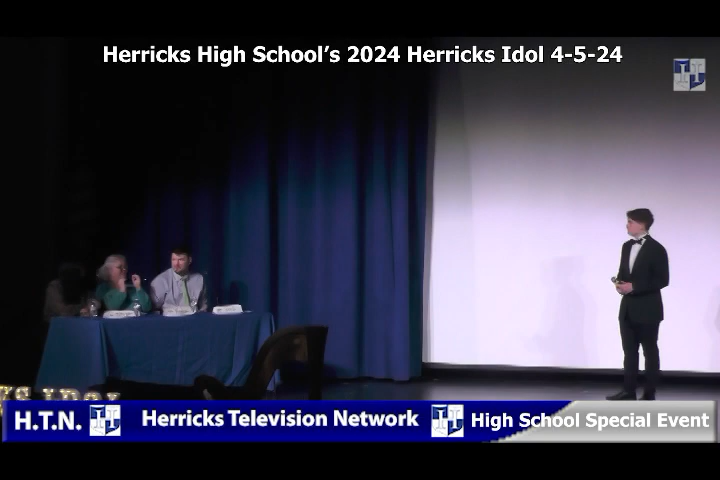 Herricks High School's 2024 Herricks Idol 4-5-24
H.T.N.
Herricks Television Network
High School Special Event